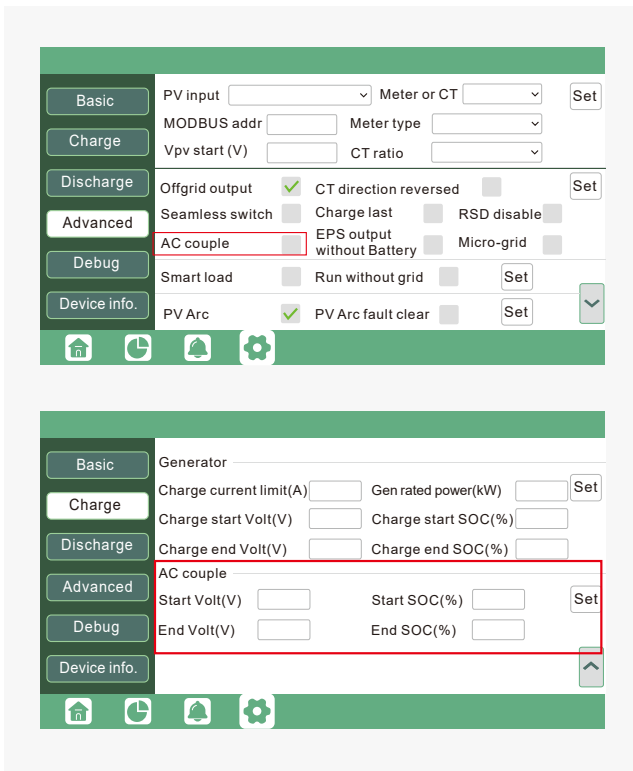 Basic
Charge
Discharge
Advanced
Debug
Device info.
PV input Meter or CT Set
MODBUS addr Meter type
Vpv start (V) CT ratio
Offgrid output CT direction reversed Set
Seamless switch Charge last RSD disable
AC couple EPS output without Battery Micro-grid
Smart load Run without grid Set
PV Arc PV Arc fault clear Set
Basic
Charge
Discharge
Advanced
Debug
Device info.
Generator
Charge current limit(A) Gen rated power(kW) Set
Charge start Volt(V) Charge start SOC(%)
Charge end Volt(V) Charge end SOC(%)
AC couple
Start Volt(V) Start SOC(%) Set
End Volt(V) End SOC(%)